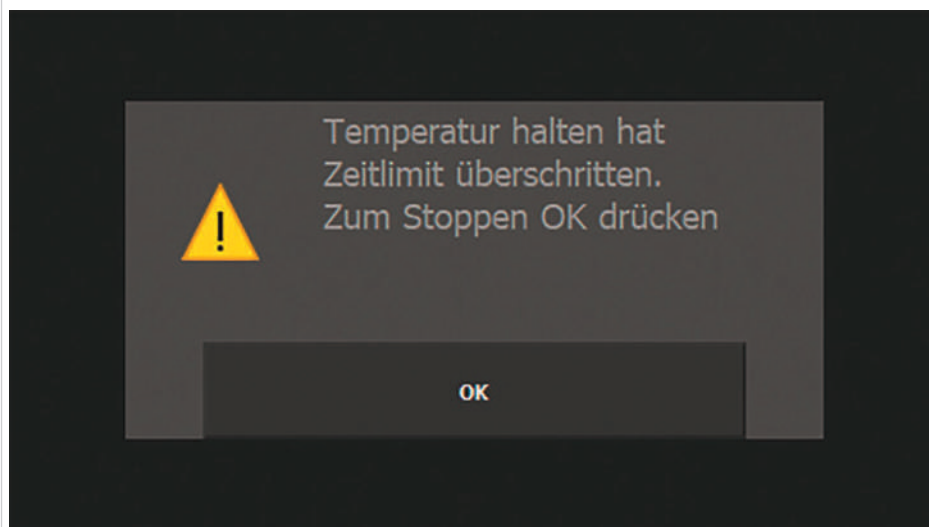 Temperatur halten hat
Zeitlimit überschritten.
Zum Stoppen OK drücken
!
OK